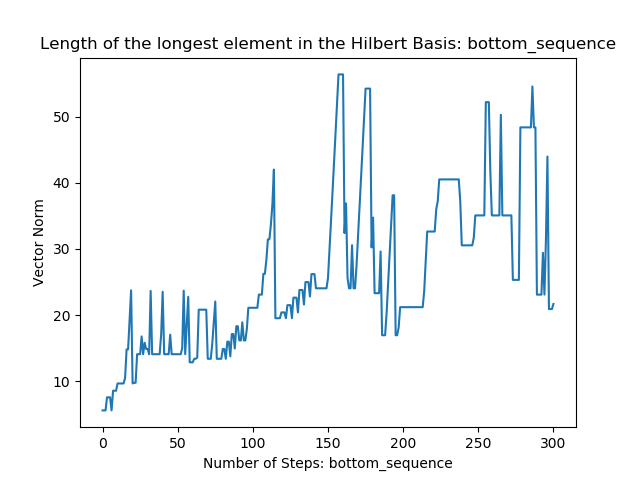 Length of the longest element in the Hilbert Basis: bottom_sequence
50
40
30
20
10
Vector Norm
0 50 100 150 200 250 300
Number of Steps: bottom_sequence